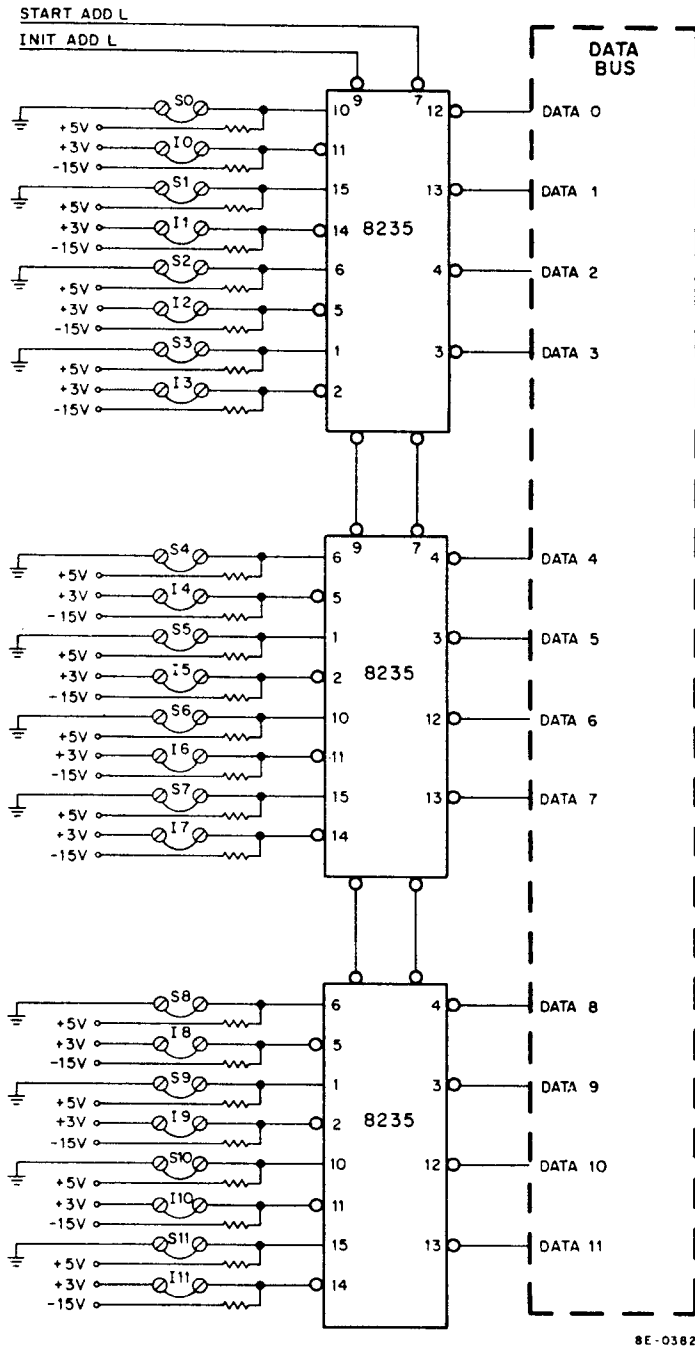 START ADD L
INIT ADD L
DATA
BUS
9 7
S0 10 12 DATA 0
+5V
+3V I0 11
-15V
S1 15 13 DATA 1
+5V
+3V I1 14 8235
-15V
S2 6 4 DATA 2
+5V
+3V I2 5
-15V
S3 1 3 DATA 3
+5V
+3V I3 2
-15V
9 7
S4 6 4 DATA 4
+5V
+3V I4 5
-15V
S5 1 3 DATA 5
+5V
+3V I5 2 8235
-15V
S6 10 12 DATA 6
+5V
+3V I6 11
-15V
S7 15 13 DATA 7
+5V
+3V I7 14
-15V
S8 6 4 DATA 8
+5V
+3V I8 5
-15V
S9 1 3 DATA 9
+5V
+3V I9 2 8235
-15V
S10 10 12 DATA 10
+5V
+3V I10 11
-15V
S11 15 13 DATA 11
+5V
+3V I11 14
-15V
8E-0382